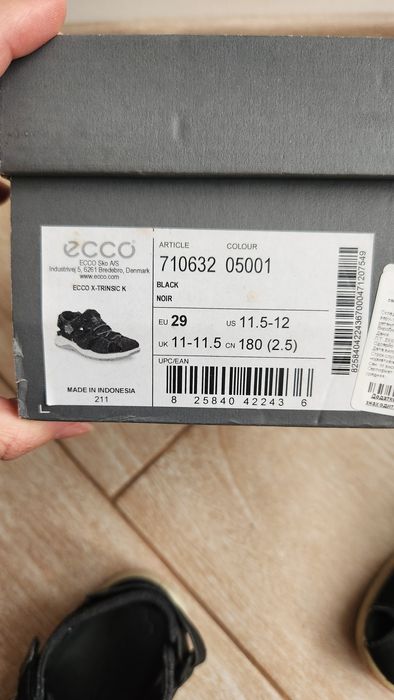 ecco
ECCO Sko A/S
Industrivej 5, 6261 Bredebro, Denmark
www.ecco.com
ECCO X-TRINSIC K
MADE IN INDONESIA
211
ARTICLE COLOUR
710632 05001
BLACK
NOIR
EU 29 US 11.5-12
UK 11-11.5 CN 180 (2.5)
UPC/EAN
8 25840 42243 6
825840422436700047120754​9